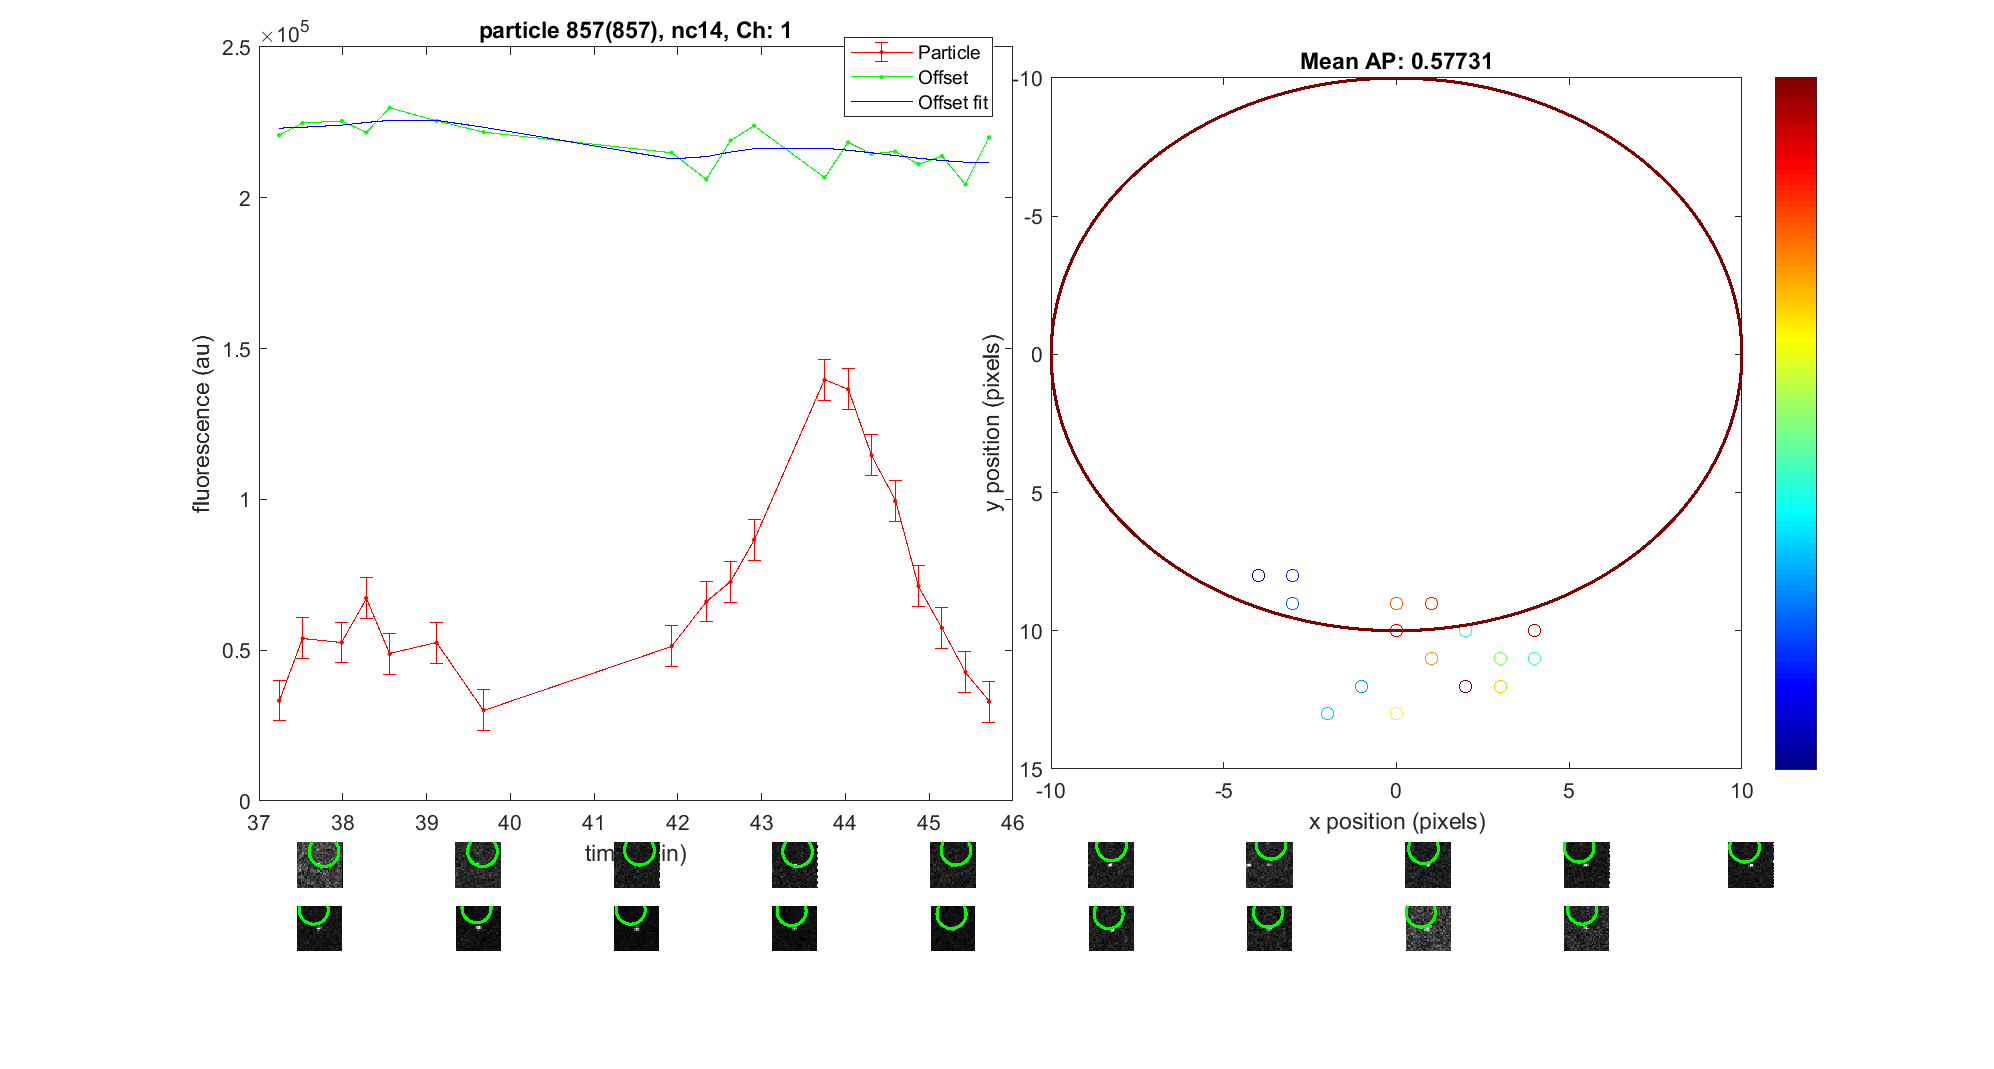 particle 857(857), nc14, Ch: 1
×10^5
Particle
Offset
Offset fit
2.5
2
1.5
1
0.5
0
fluorescence (au)
37 38 39 40 41 42 43 44 45 46
tim in)
Mean AP: 0.57731
-10
-5
0
5
10
15
y position (pixels)
-10 -5 0 5 10
x position (pixels)